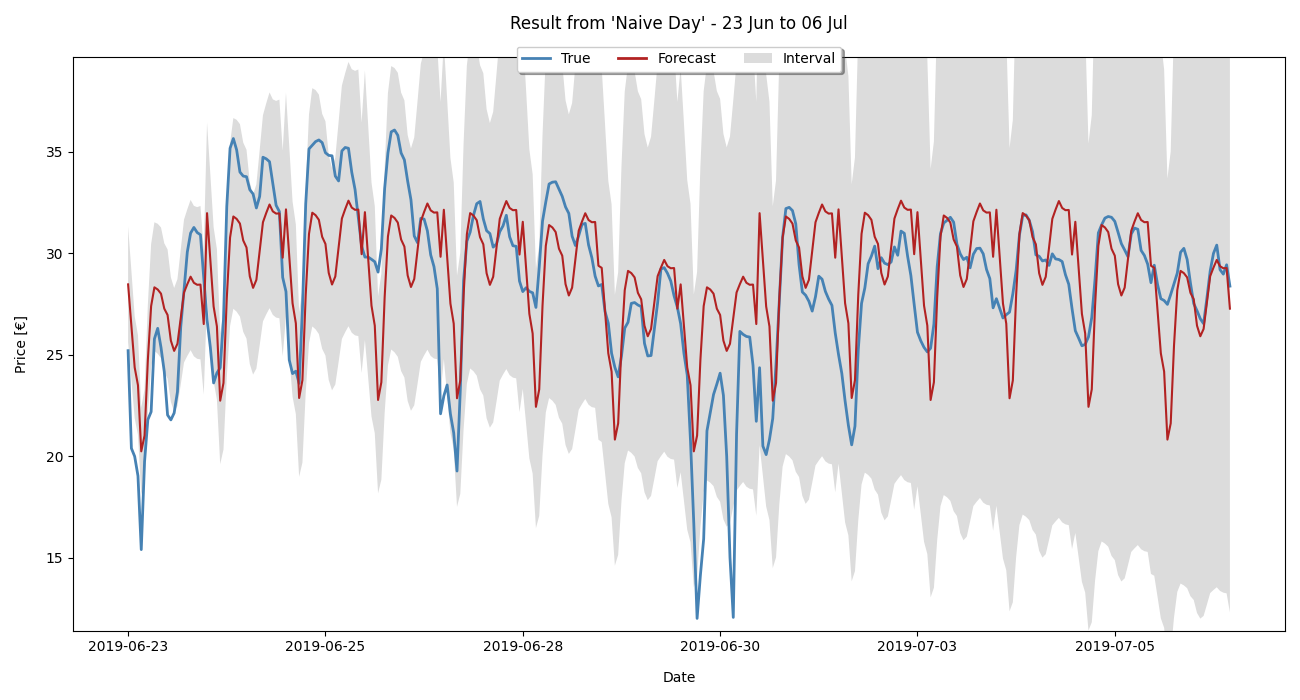 Result from 'Naive Day' - 23 Jun to 06 Jul
True Forecast Interval
Price [€]
35
30
25
20
15
2019-06-23 2019-06-25 2019-06-28 2019-06-30 2019-07-03 2019-07-05
Date